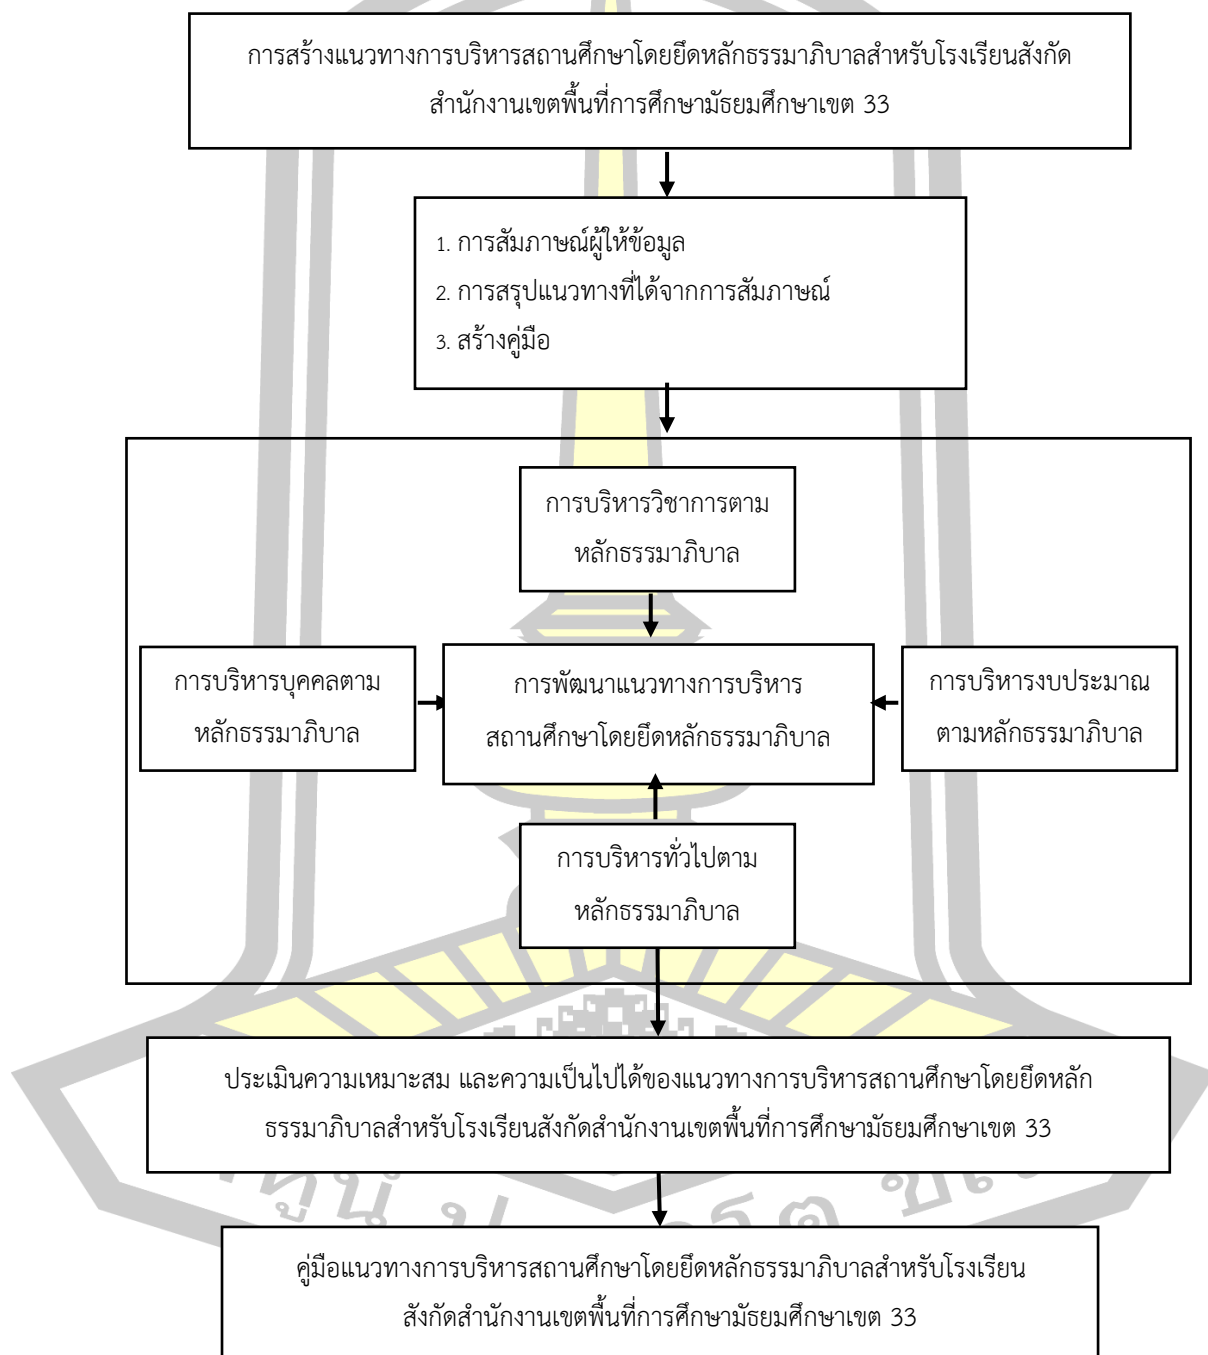 การสร้างแนวทางการบริหารสถานศึกษาโดยยึดหลักธรรมาภิบาลสำหรับโรงเรียนสังกัด
สำนักงานเขตพื้นที่การศึกษามัธยมศึกษาเขต 33
1. การสัมภาษณ์ผู้ให้ข้อมูล
2. การสรุปแนวทางที่ได้จากการสัมภาษณ์
3. สร้างคู่มือ
การบริหารวิชาการตาม
หลักธรรมาภิบาล
การบริหารบุคคลตาม
หลักธรรมาภิบาล
การพัฒนาแนวทางการบริหาร
สถานศึกษาโดยยึดหลักธรรมาภิบาล
การบริหารงบประมาณ
ตามหลักธรรมาภิบาล
การบริหารทั่วไปตาม
หลักธรรมาภิบาล
ประเมินความเหมาะสม และความเป็นไปได้ของแนวทางการบริหารสถานศึกษาโดยยึดหลัก
ธรรมาภิบาลสำหรับโรงเรียนสังกัดสำนักงานเขตพื้นที่การศึกษามัธยมศึกษาเขต 33
คู่มือแนวทางการบริหารสถานศึกษาโดยยึดหลักธรรมาภิบาลสำหรับโรงเรียน
สังกัดสำนักงานเขตพื้นที่การศึกษามัธยมศึกษาเขต 33